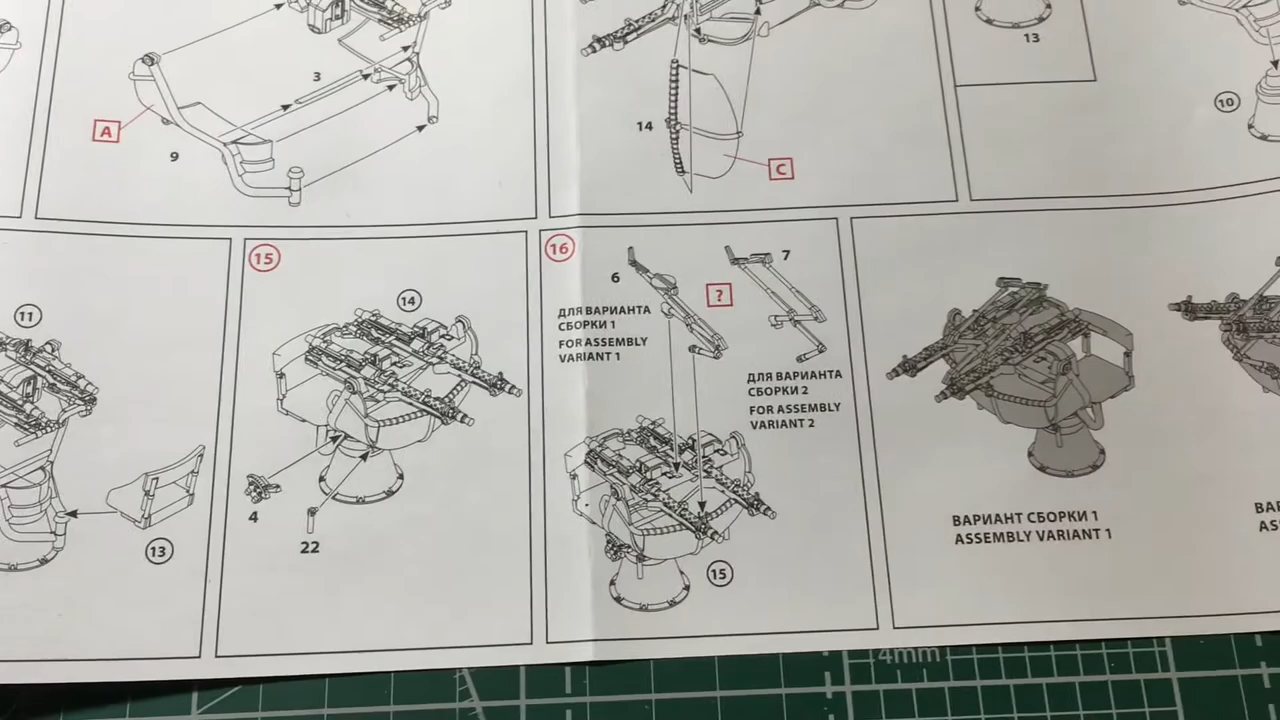 3
A
9
14
C
13
10
11
13
15
14
4
22
16
6
7
?
ДЛЯ ВАРИАНТА
СБОРКИ 1
FOR ASSEMBLY
VARIANT 1
ДЛЯ ВАРИАНТА
СБОРКИ 2
FOR ASSEMBLY
VARIANT 2
15
ВАРИАНТ СБОРКИ 1
ASSEMBLY VARIANT 1
4mm